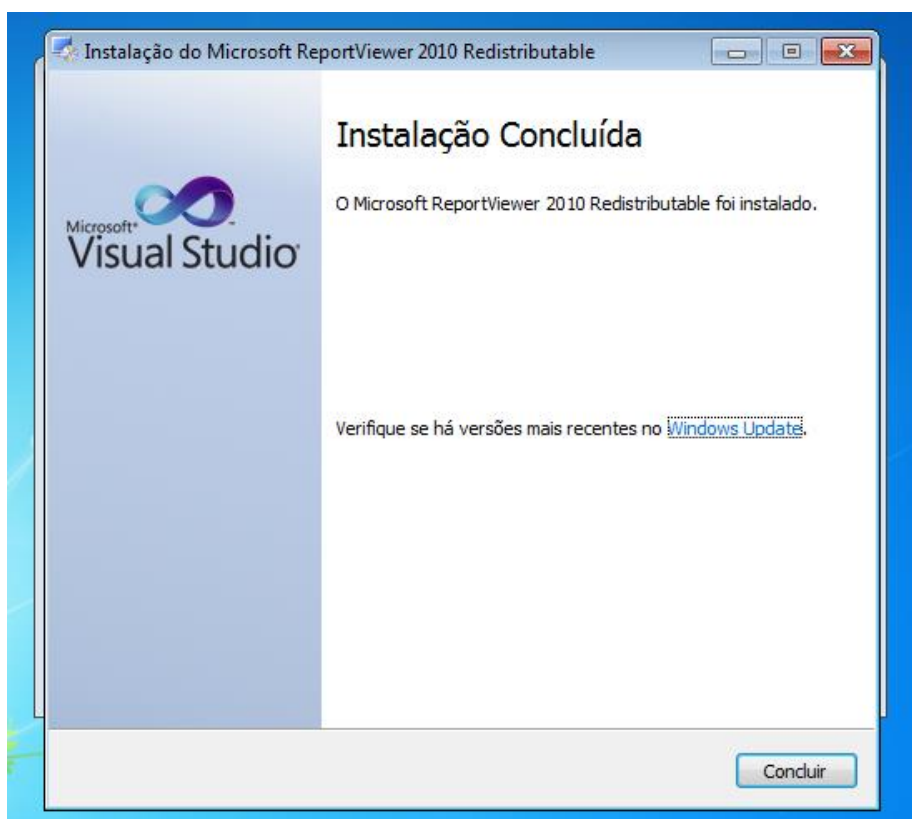 Instalação do Microsoft ReportViewer 2010 Redistributable
Instalação Concluída
O Microsoft ReportViewer 2010 Redistributable foi instalado.
Microsoft
Visual Studio
Verifique se há versões mais recentes no Windows Update.
Concluir